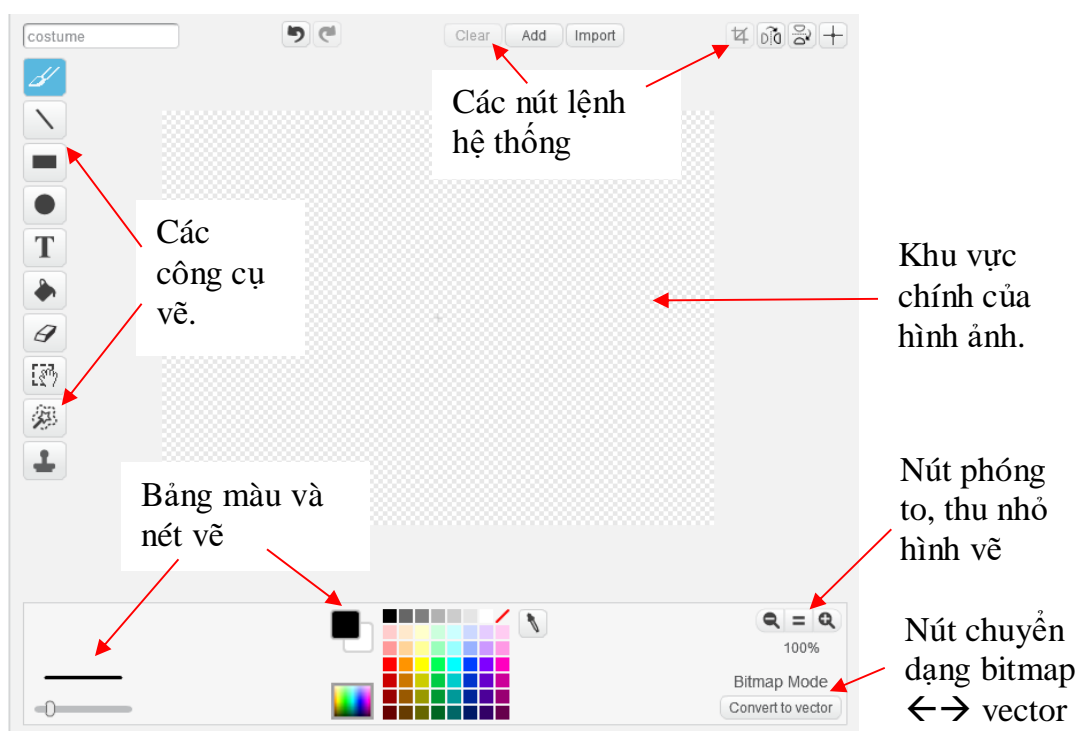 costume
Clear Add Import
Các nút lệnh
hệ thống
T
Các
công cụ
vẽ.
Khu vực
chính của
hình ảnh.
Bảng màu và
nét vẽ
Nút phóng
to, thu nhỏ
hình vẽ
100%
Bitmap Mode
Convert to vector
Nút chuyển
dạng bitmap
←→ vector